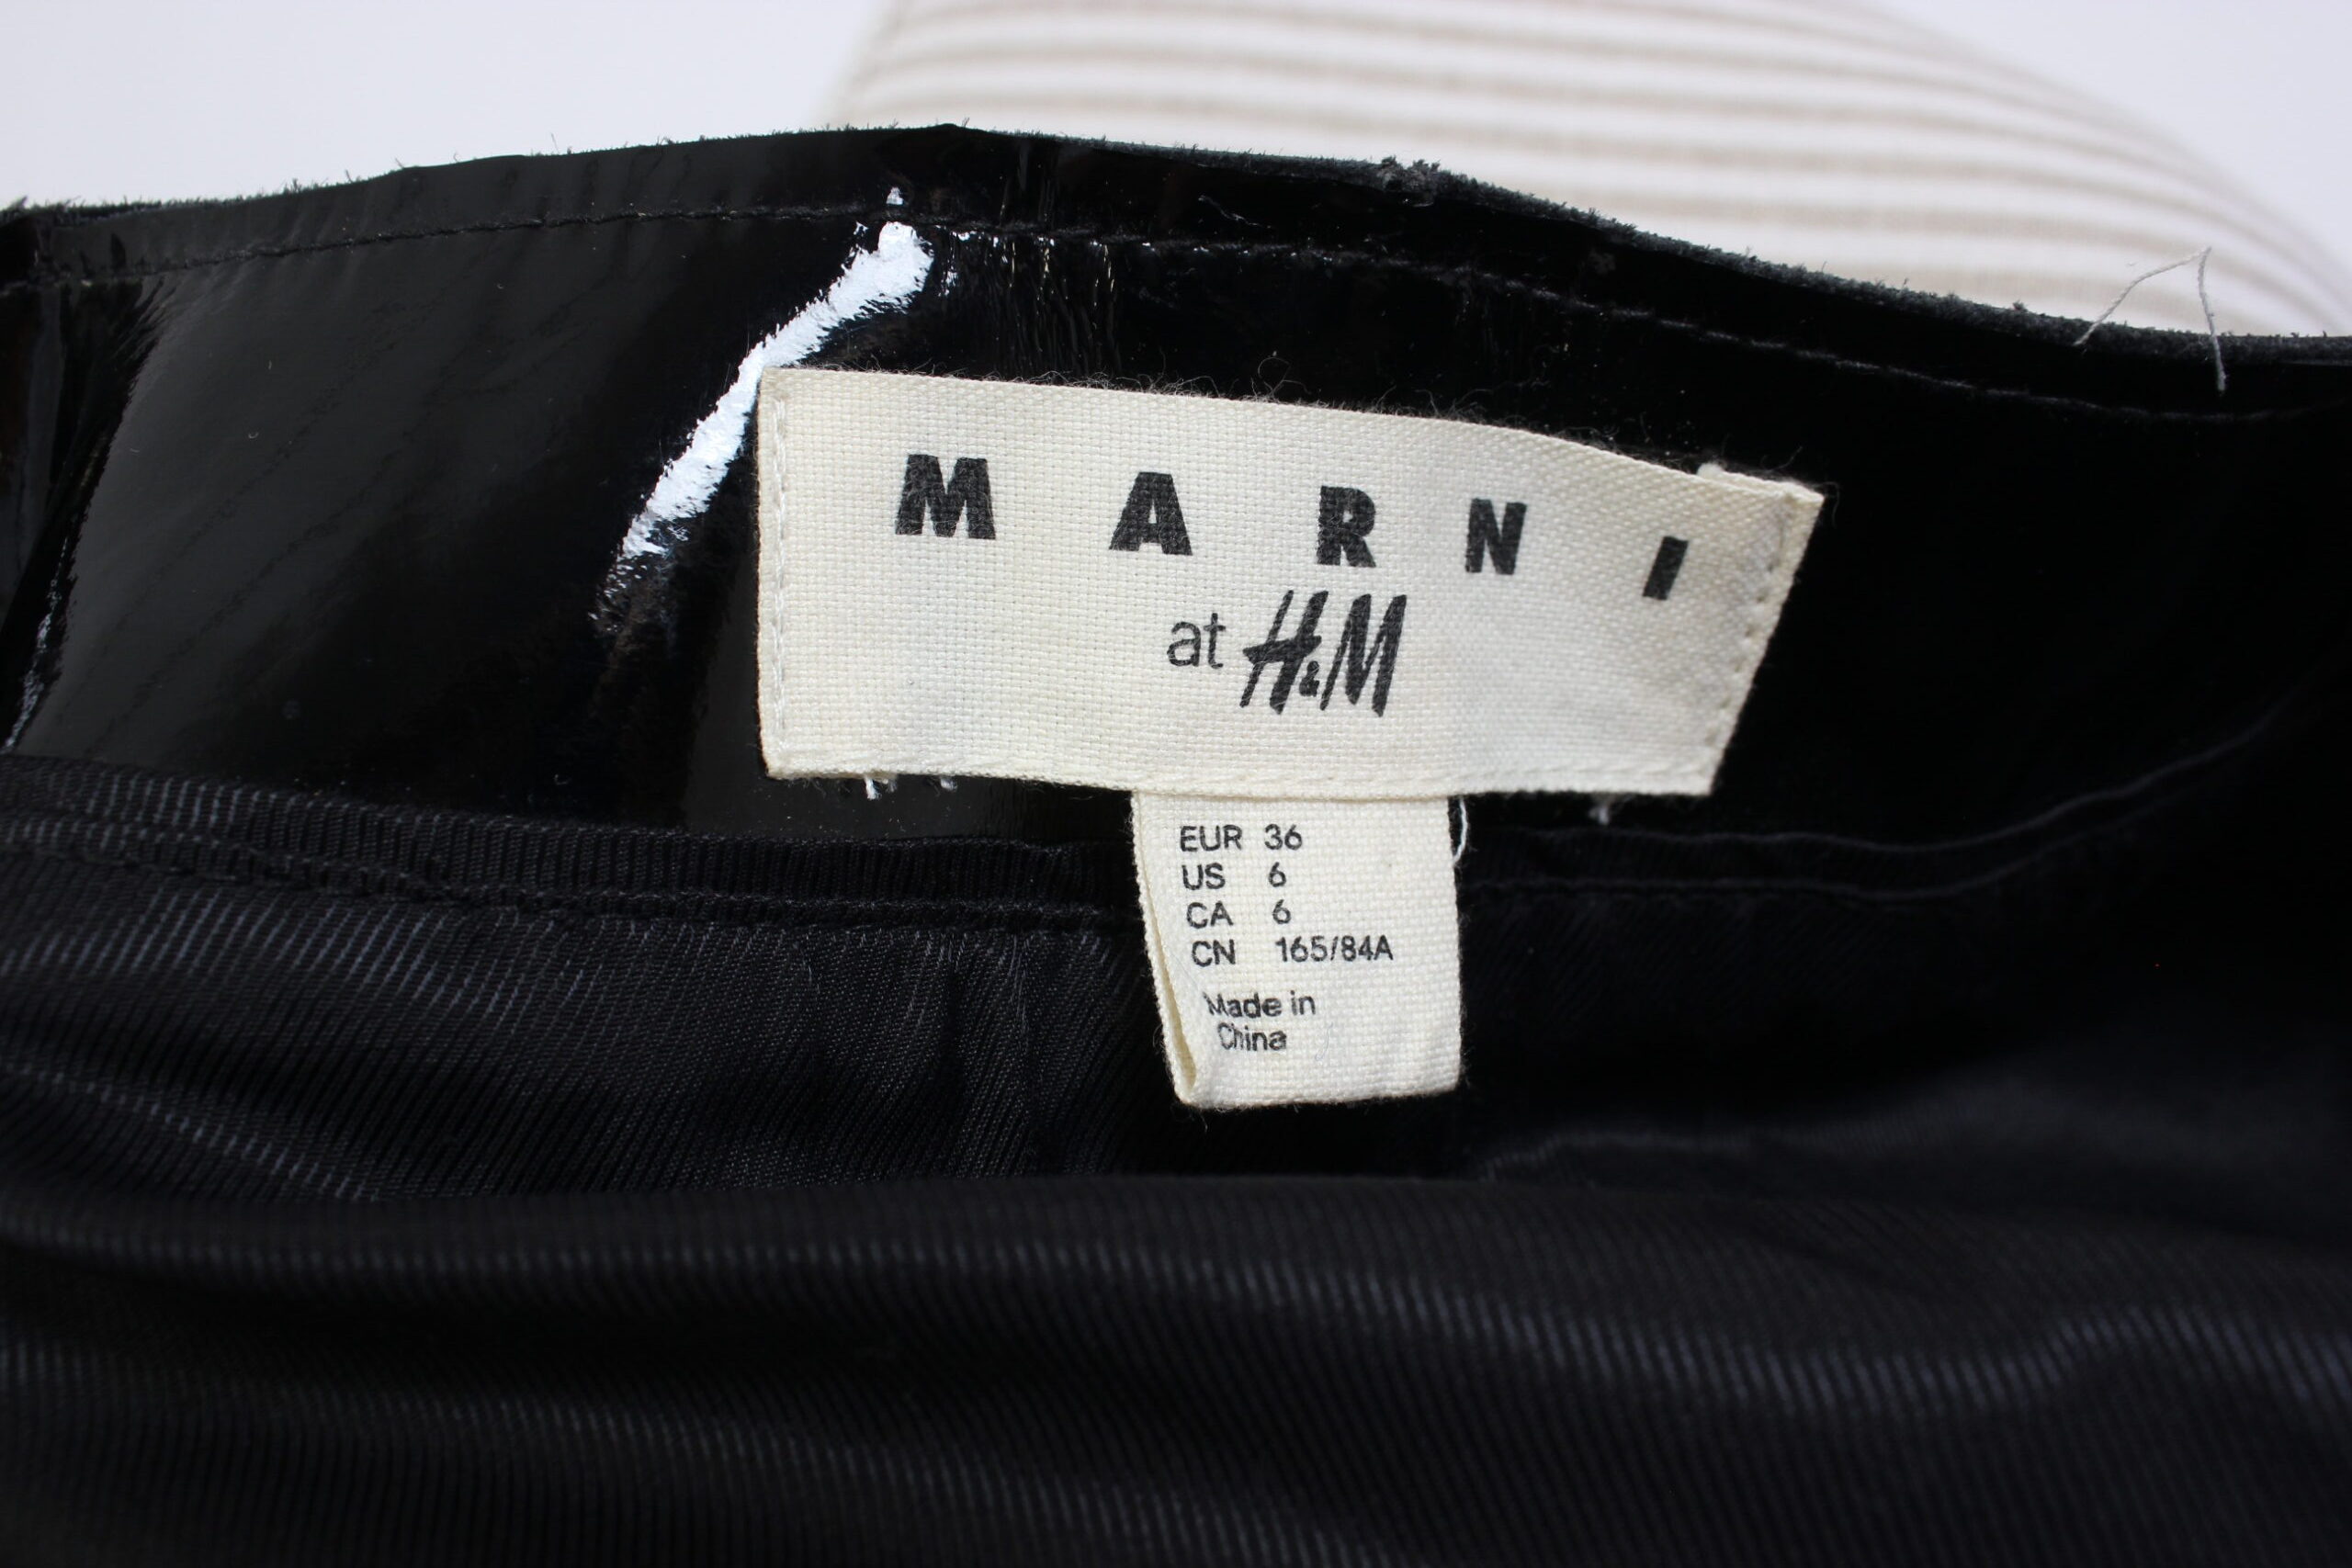 MARNI
at H&M
EUR 36
US 6
CA 6
CN 165/84A
Made in
China